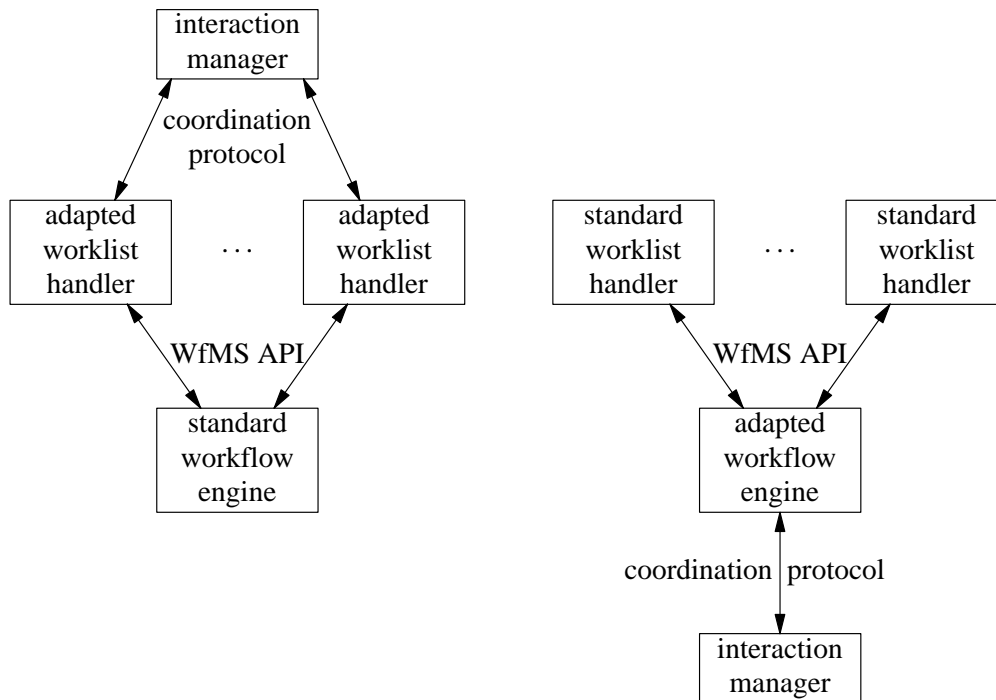 interaction
manager
coordination
protocol
adapted
worklist
handler
...
adapted
worklist
handler
WfMS API
standard
workflow
engine
standard
worklist
handler
...
standard
worklist
handler
WfMS API
adapted
workflow
engine
coordination protocol
interaction
manager